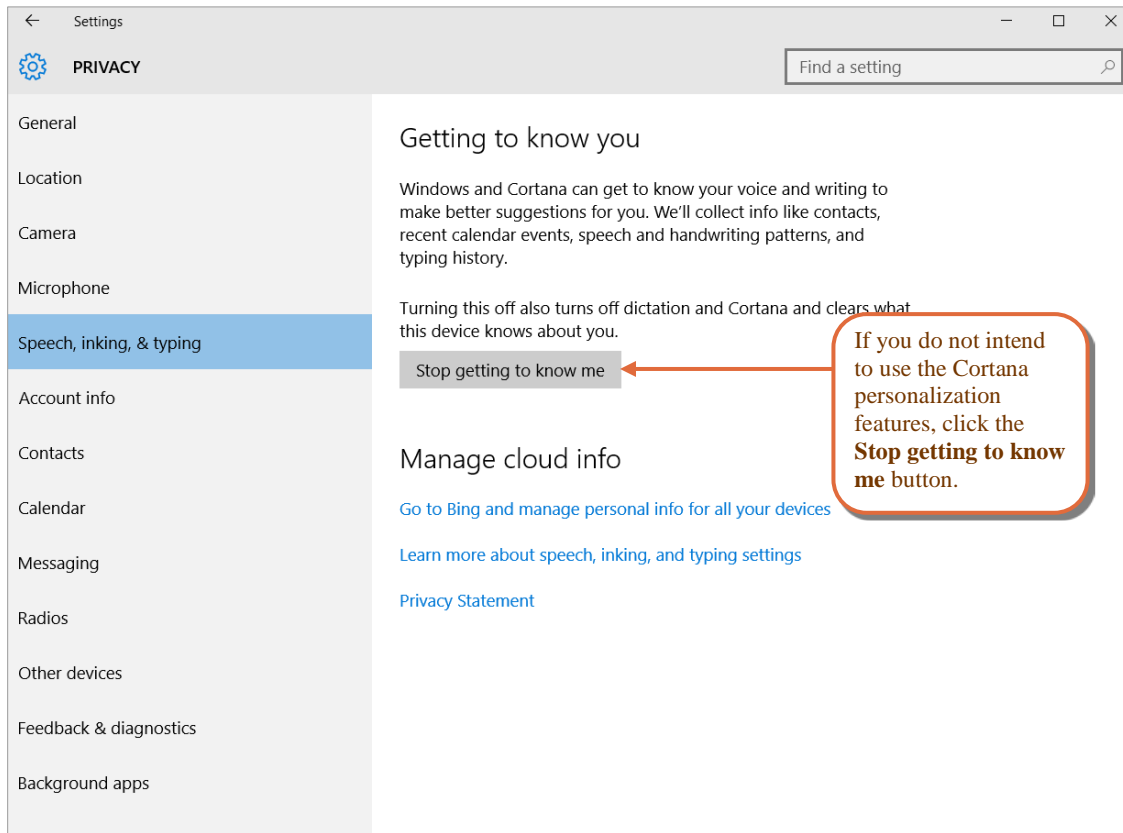 Settings
PRIVACY
Find a setting
General
Location
Camera
Microphone
Speech, inking, & typing
Account info
Contacts
Calendar
Messaging
Radios
Other devices
Feedback & diagnostics
Background apps
Getting to know you
Windows and Cortana can get to know your voice and writing to
make better suggestions for you. We'll collect info like contacts,
recent calendar events, speech and handwriting patterns, and
typing history.
Turning this off also turns off dictation and Cortana and clears what
this device knows about you.
Stop getting to know me
If you do not intend
to use the Cortana
personalization
features, click the
Stop getting to know
me button.
Manage cloud info
Go to Bing and manage personal info for all your devices
Learn more about speech, inking, and typing settings
Privacy Statement